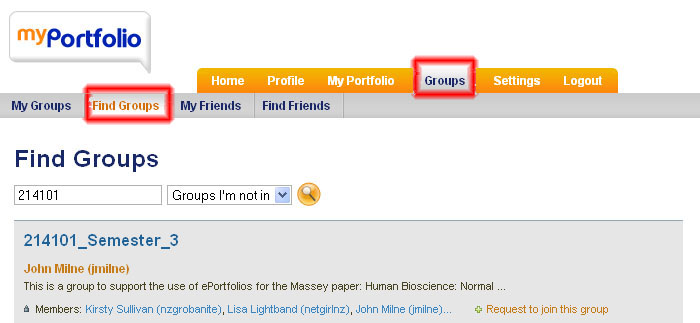 myPortfolio
Home Profile My Portfolio Groups Settings Logout
My Groups Find Groups My Friends Find Friends
Find Groups
214101 Groups I'm not in
214101_Semester_3
John Milne (jmilne)
This is a group to support the use of ePortfolios for the Massey paper: Human Bioscience: Normal ...
Members: Kirsty Sullivan (nzgrobanite), Lisa Lightband (netgirlnz), John Milne (jmilne)... Request to join this group